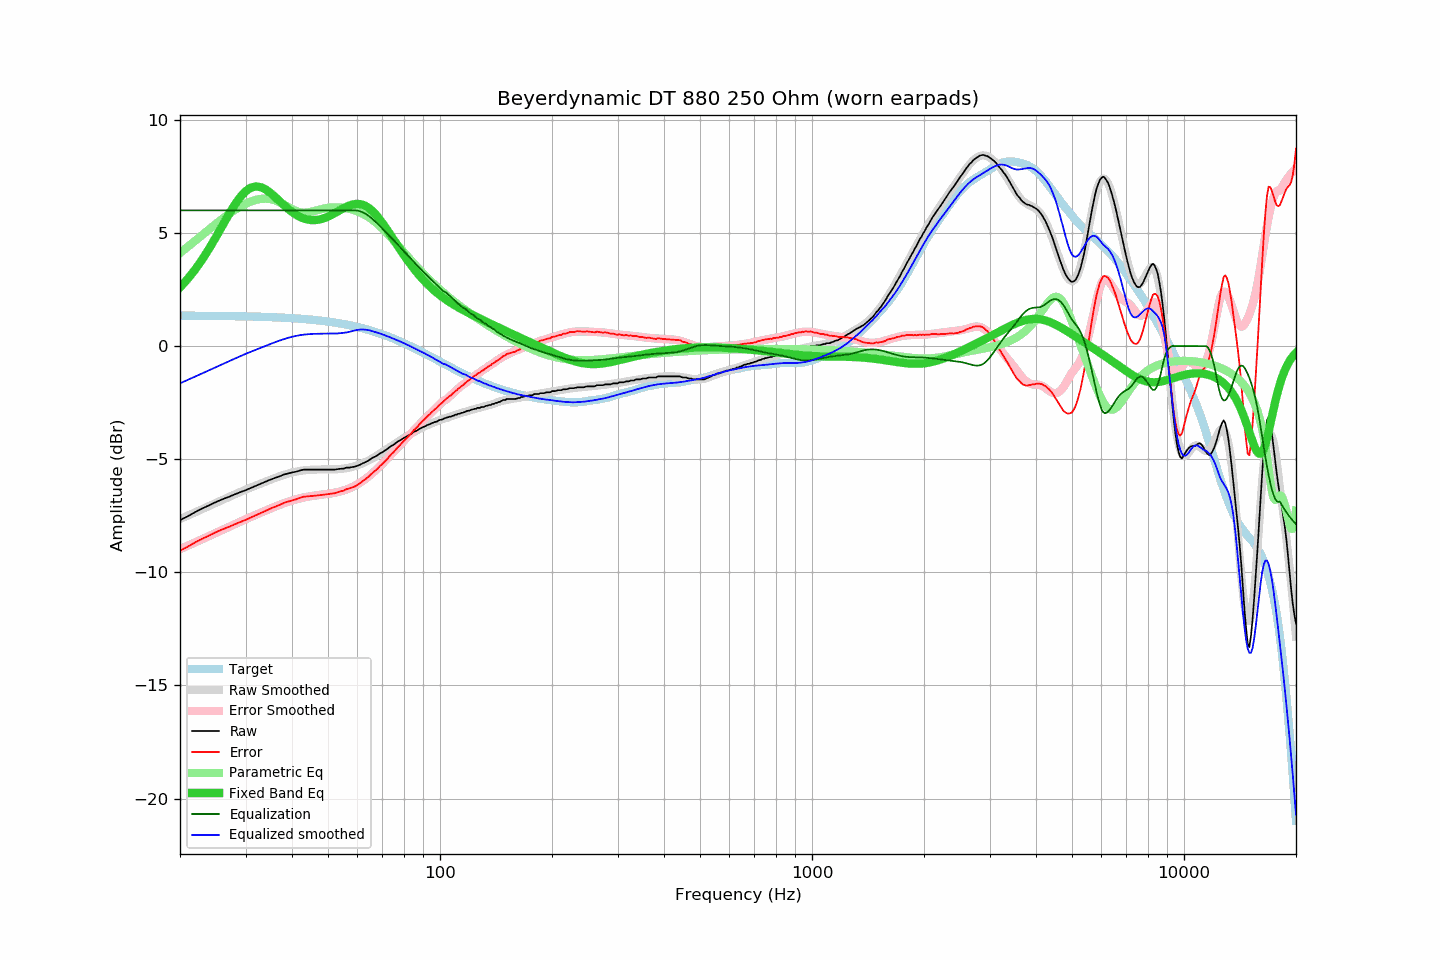 Beyerdynamic DT 880 250 Ohm (worn earpads)
10
5
0
−5
−10
−15
−20
Amplitude (dBr)
Target
Raw Smoothed
Error Smoothed
Raw
Error
Parametric Eq
Fixed Band Eq
Equalization
Equalized smoothed
100 1000 10000
Frequency (Hz)